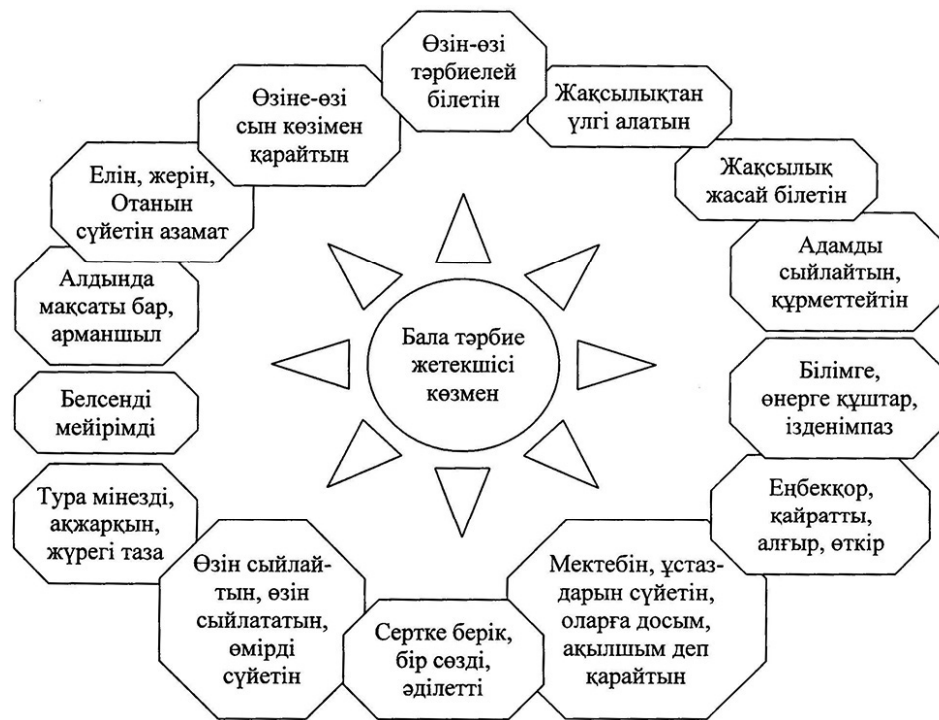 Өзін-өзі
тәрбиелей
білетін
Жақсылықтан
үлгі алатын
Жақсылық
жасай білетін
Адамды
сыйлайтын,
құрметтейтін
Білімге,
өнерге құштар,
ізденімпаз
Еңбекқор,
қайратты,
алғыр, өткір
Мектебін, ұстаз-
дарын сүйетін,
оларға досым,
ақылшым деп
қарайтын
Сертке берік,
бір сөзді,
әділетті
Өзін сыйлай-
тын, өзін
сыйлататын,
өмірді
сүйетін
Тура мінезді,
ақжарқын,
жүрегі таза
Белсенді
мейірімді
Алдында
мақсаты бар,
арманшыл
Елін, жерін,
Отанын
сүйетін азамат
Өзіне-өзі
сын көзімен
қарайтын
Бала тәрбие
жетекшісі
көзмен